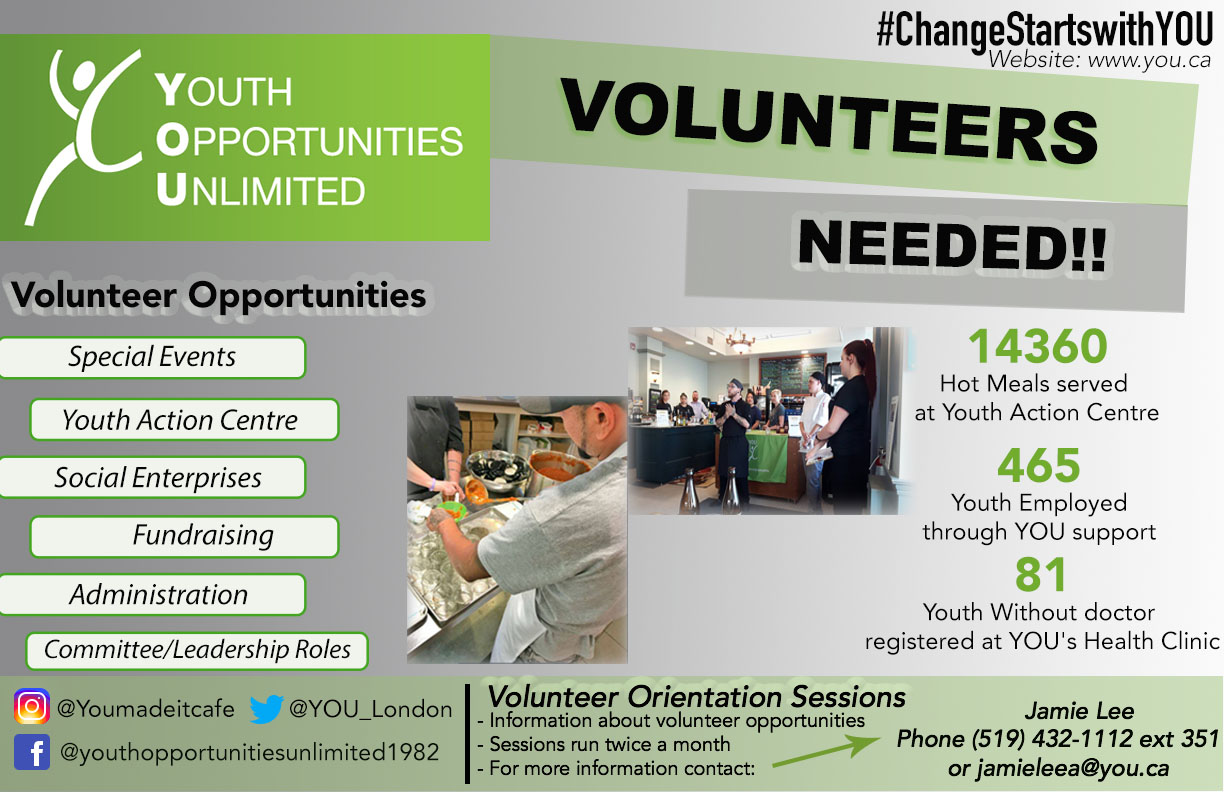 #ChangeStartswithYOU
Website: www.you.ca
YOUTH
OPPORTUNITIES
UNLIMITED
VOLUNTEERS
NEEDED!!
Volunteer Opportunities
Special Events
Youth Action Centre
Social Enterprises
Fundraising
Administration
Committee/Leadership Roles
14360
Hot Meals served
at Youth Action Centre
465
Youth Employed
through YOU support
81
Youth Without doctor
registered at YOU's Health Clinic
@Youmadeitcafe @YOU_London
@youthopportunitiesunlimited1982
Volunteer Orientation Sessions
- Information about volunteer opportunities
- Sessions run twice a month
- For more information contact:
Jamie Lee
Phone (519) 432-1112 ext 351
or jamieleea@you.ca